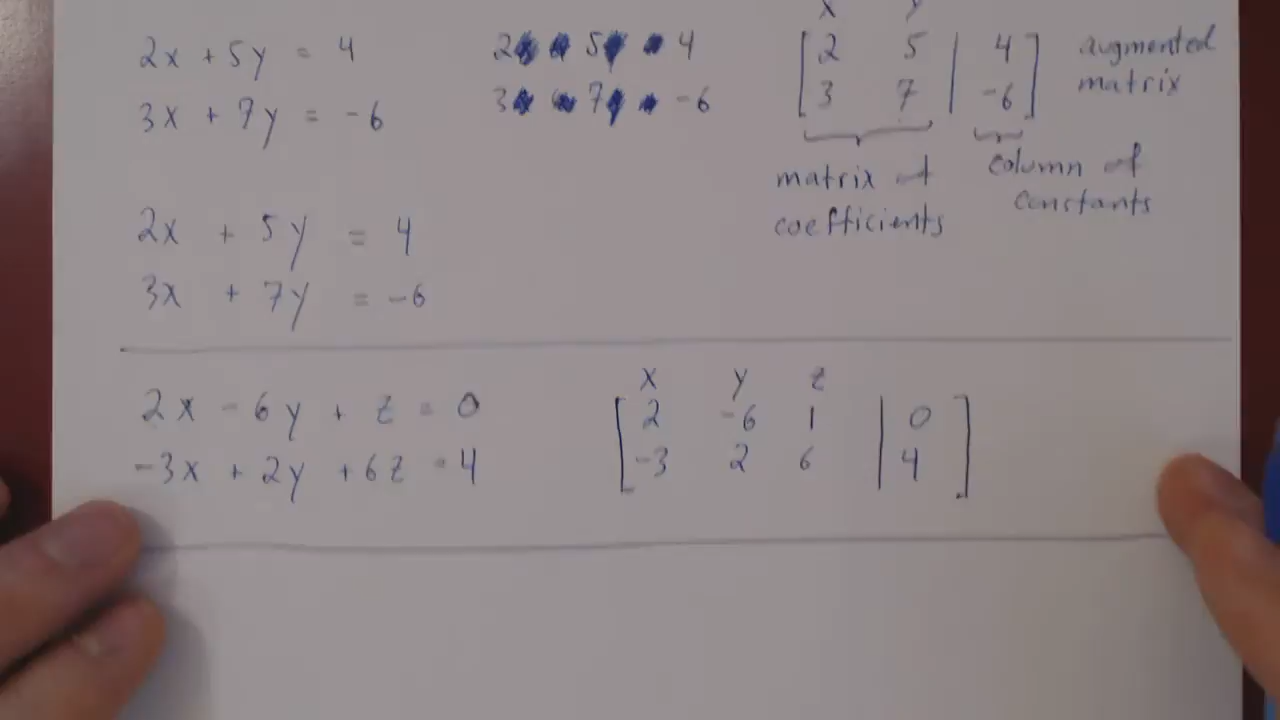 2x + 5y = 4
3x + 7y = -6
2 5 4
3 7 -6
x y
[ 2 5 | 4 ]
[ 3 7 | -6 ]
augmented
matrix
matrix of
coefficients
column of
constants
2x + 5y = 4
3x + 7y = -6
2x - 6y + z = 0
-3x + 2y + 6z = 4
x y z
[ 2 -6 1 | 0 ]
[ -3 2 6 | 4 ]